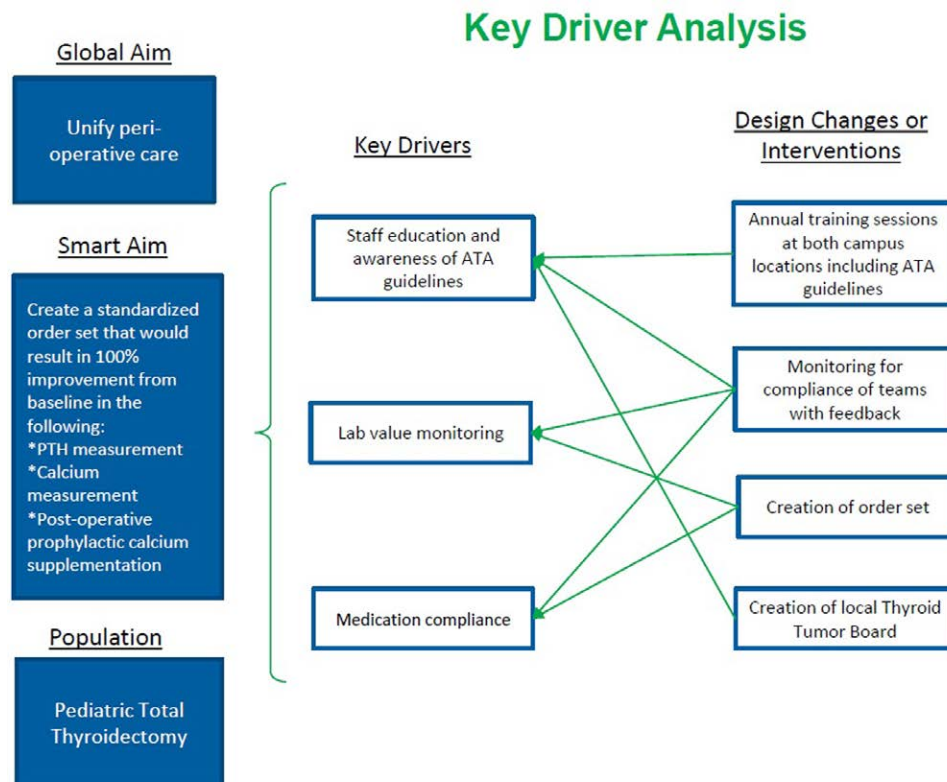 Key Driver Analysis
Global Aim
Unify peri-
operative care
Smart Aim
Create a standardized
order set that would
result in 100%
improvement from
baseline in the
following:
*PTH measurement
*Calcium
measurement
*Post-operative
prophylactic calcium
supplementation
Population
Pediatric Total
Thyroidectomy
Key Drivers
Staff education and
awareness of ATA
guidelines
Lab value monitoring
Medication compliance
Design Changes or
Interventions
Annual training sessions
at both campus
locations including ATA
guidelines
Monitoring for
compliance of teams
with feedback
Creation of order set
Creation of local Thyroid
Tumor Board